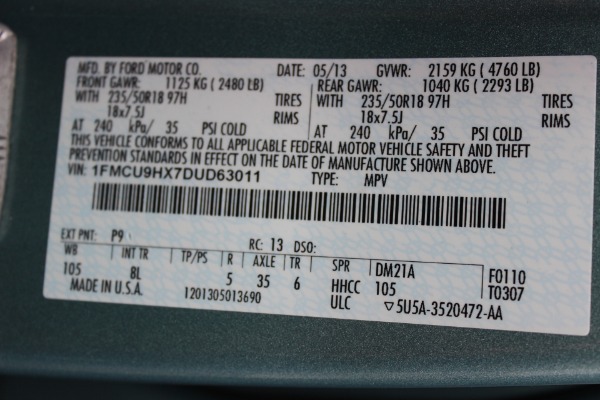 MFD. BY FORD MOTOR CO. DATE: 05/13 GVWR: 2159 KG ( 4760 LB)
FRONT GAWR: 1125 KG ( 2480 LB) REAR GAWR: 1040 KG ( 2293 LB)
WITH 235/50R18 97H TIRES WITH 235/50R18 97H TIRES
18x7.5J RIMS 18x7.5J RIMS
AT 240 kPa/ 35 PSI COLD AT 240 kPa/ 35 PSI COLD
THIS VEHICLE CONFORMS TO ALL APPLICABLE FEDERAL MOTOR VEHICLE SAFETY AND THEFT
PREVENTION STANDARDS IN EFFECT ON THE DATE OF MANUFACTURE SHOWN ABOVE.
VIN: 1FMCU9HX7DUD63011 TYPE: MPV
EXT PNT: P9 RC: 13 DSO:
WB INT TR TP/PS R AXLE TR SPR DM21A F0110
105 8L 5 35 6 HHCC 105 T0307
MADE IN U.S.A. 1201305013690 ULC ▽5U5A-3520472-AA